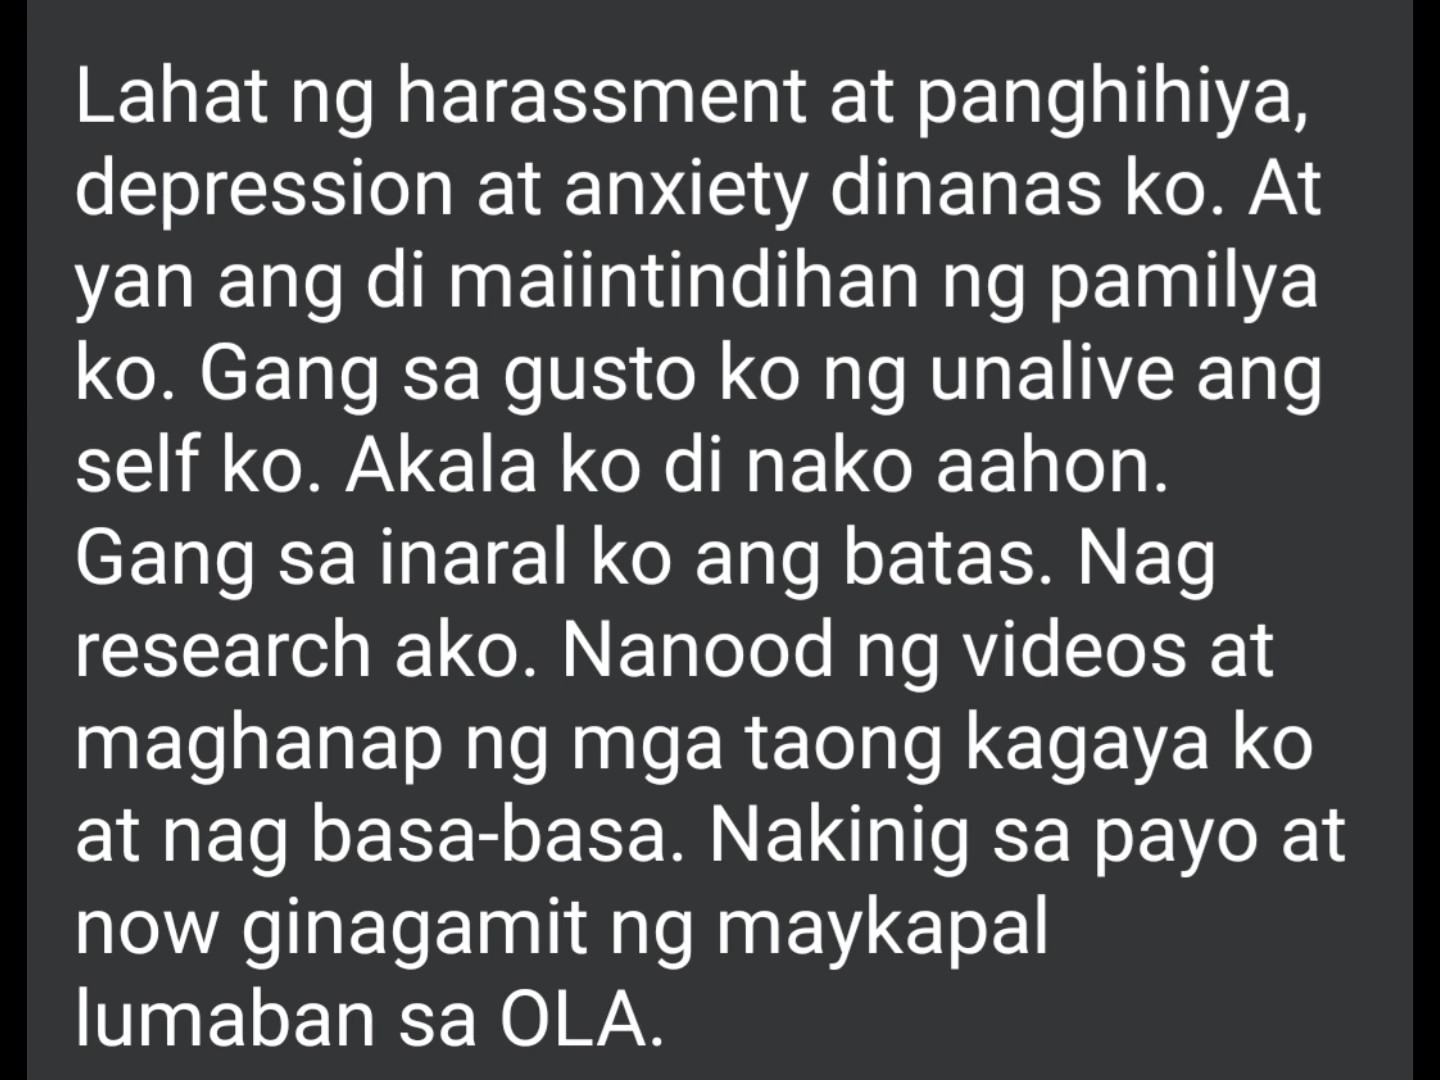 Lahat ng harassment at panghihiya,
depression at anxiety dinanas ko. At
yan ang di maiintindihan ng pamilya
ko. Gang sa gusto ko ng unalive ang
self ko. Akala ko di nako aahon.
Gang sa inaral ko ang batas. Nag
research ako. Nanood ng videos at
maghanap ng mga taong kagaya ko
at nag basa-basa. Nakinig sa payo at
now ginagamit ng maykapal
lumaban sa OLA.